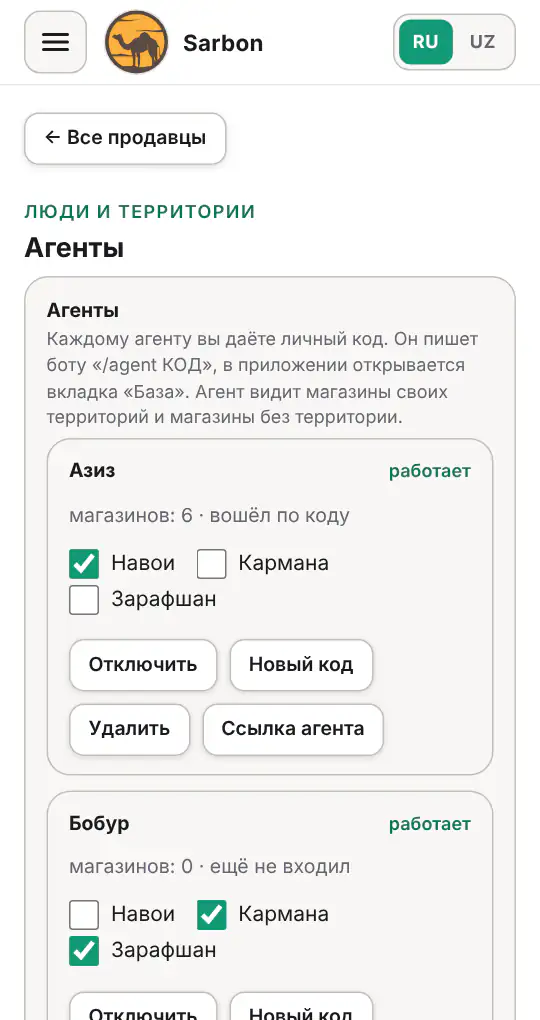 Sarbon
RU UZ
← Все продавцы
ЛЮДИ И ТЕРРИТОРИИ
Агенты
Агенты
Каждому агенту вы даёте личный код. Он пишет
боту «/agent КОД», в приложении открывается
вкладка «База». Агент видит магазины своих
территорий и магазины без территории.
Азиз работает
магазинов: 6 · вошёл по коду
Навои Кармана
Зарафшан
Отключить Новый код
Удалить Ссылка агента
Бобур работает
магазинов: 0 · ещё не входил
Навои Кармана
Зарафшан
Отключить Новый код